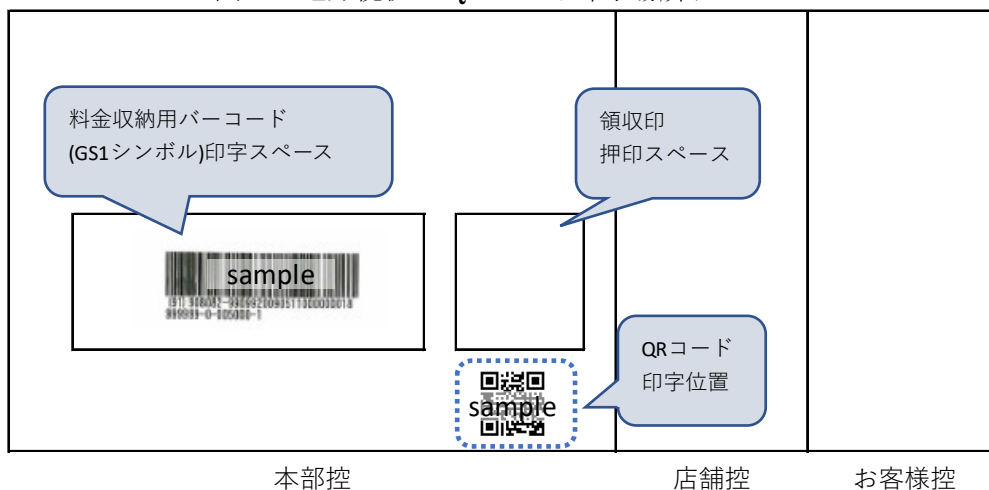 料金収納用バーコード
(GS1シンボル)印字スペース
領収印
押印スペース
sample
QRコード
印字位置
sample
本部控
店舗控
お客様控